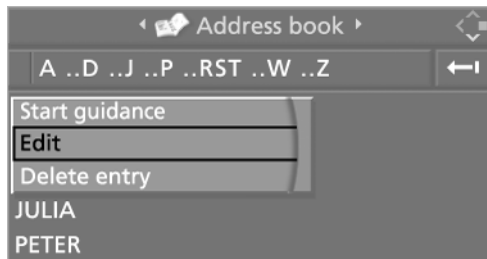 Address book
A ..D ..J ..P ..RST ..W ..Z
Start guidance
Edit
Delete entry
JULIA
PETER